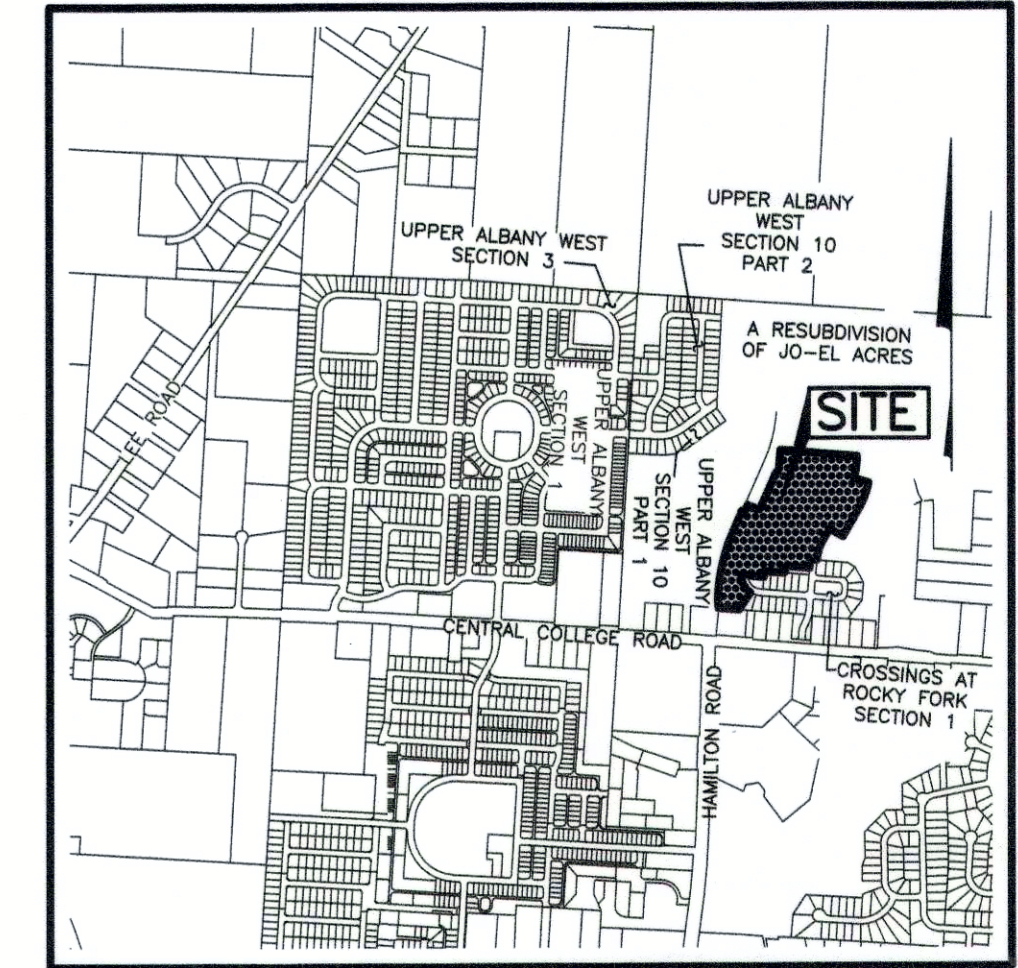 UPPER ALBANY
WEST
SECTION 10
PART 2
UPPER ALBANY WEST
SECTION 3
A RESUBDIVISION
OF JO-EL ACRES
SITE
LEE ROAD
UPPER ALBANY
WEST
SECTION 1
UPPER ALBANY
WEST
SECTION 10
PART 1
CENTRAL COLLEGE ROAD
CROSSINGS AT
ROCKY FORK
SECTION 1
HAMILTON ROAD